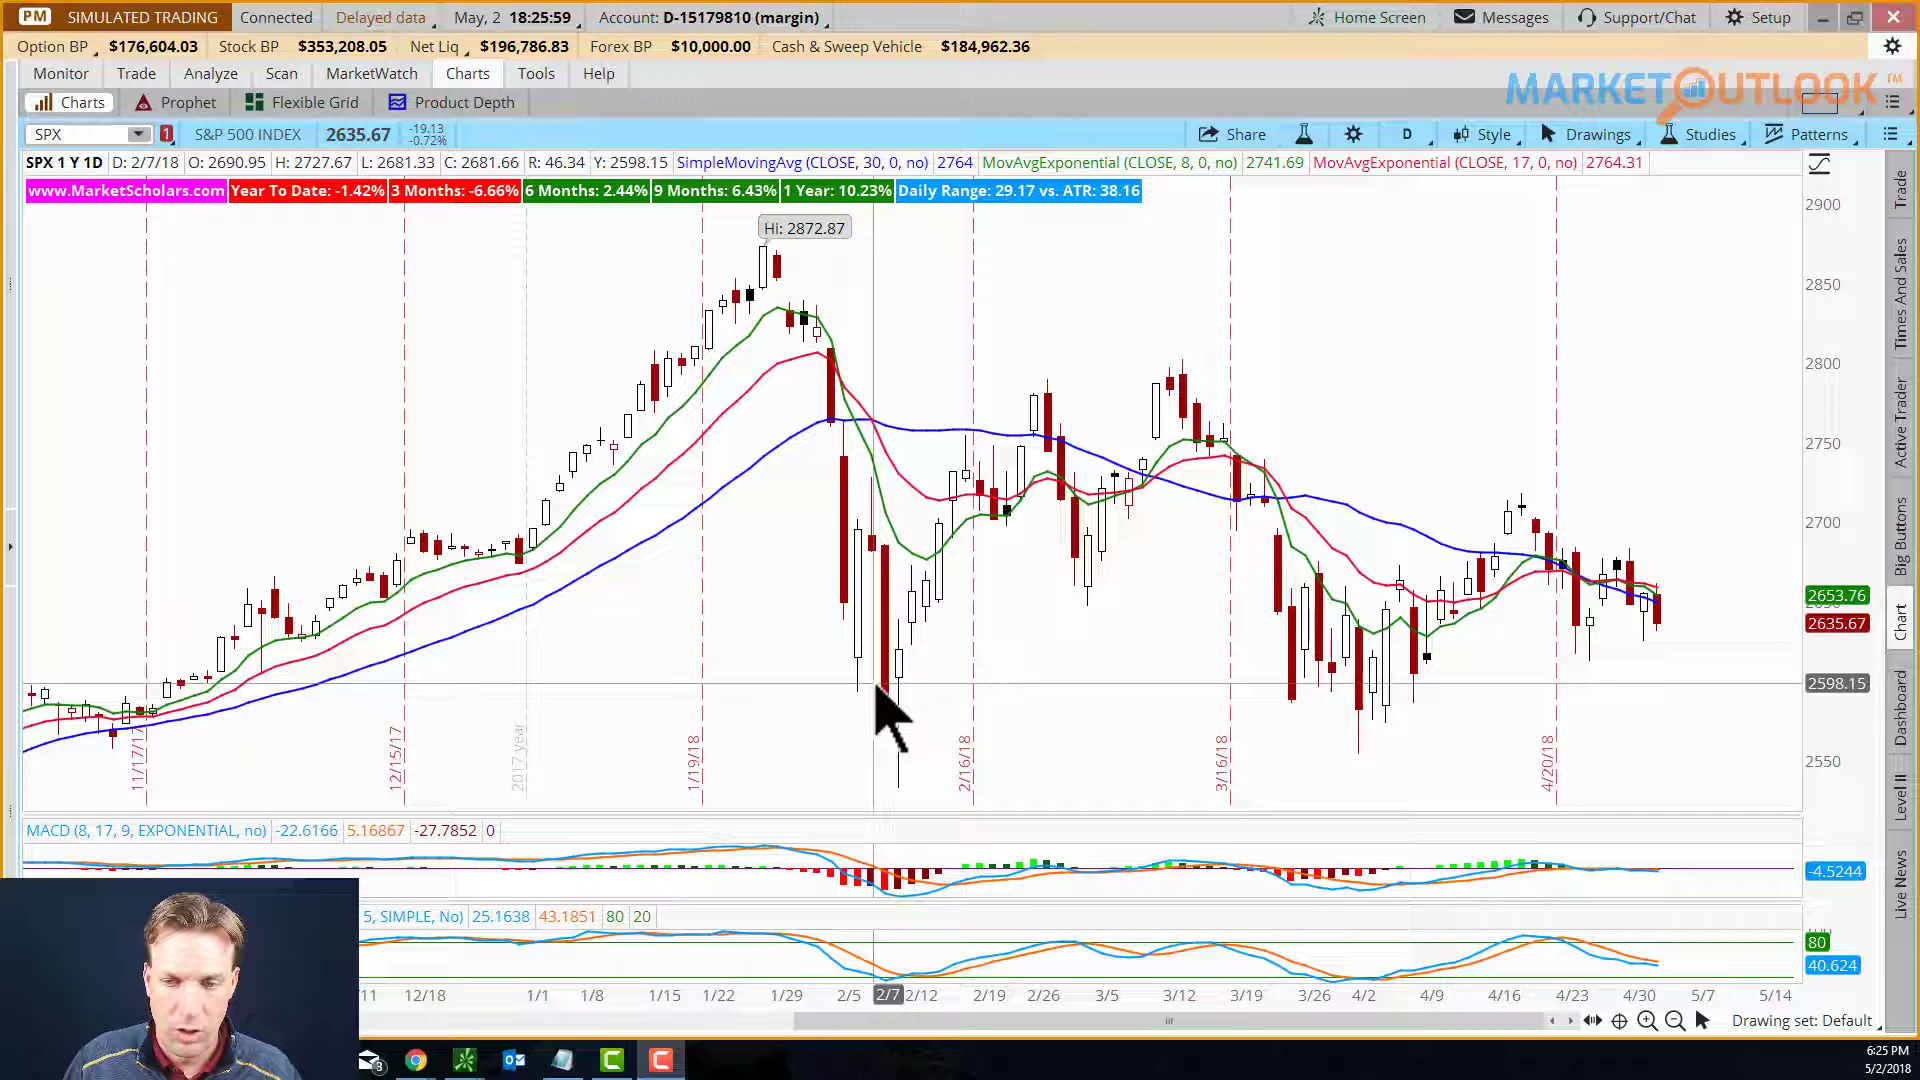 PM SIMULATED TRADING Connected Delayed data May, 2 18:25:59 Account: D-15179810 (margin) Home Screen Messages Support/Chat Setup
Option BP $176,604.03 Stock BP $353,208.05 Net Liq $196,786.83 Forex BP $10,000.00 Cash & Sweep Vehicle $184,962.36
Monitor Trade Analyze Scan MarketWatch Charts Tools Help
MARKETOUTLOOK TM
Charts Prophet Flexible Grid Product Depth
SPX 1 S&P 500 INDEX 2635.67 -19.13 -0.72% Share D Style Drawings Studies Patterns
SPX 1 Y 1D D: 2/7/18 O: 2690.95 H: 2727.67 L: 2681.33 C: 2681.66 R: 46.34 Y: 2598.15 SimpleMovingAvg (CLOSE, 30, 0, no) 2764 MovAvgExponential (CLOSE, 8, 0, no) 2741.69 MovAvgExponential (CLOSE, 17, 0, no) 2764.31
www.MarketScholars.com Year To Date: -1.42% 3 Months: -6.66% 6 Months: 2.44% 9 Months: 6.43% 1 Year: 10.23% Daily Range: 29.17 vs. ATR: 38.16
Hi: 2872.87
2900
2850
2800
2750
2700
2653.76
2635.67
2598.15
2550
11/17/17
12/15/17
2017 year
1/19/18
2/16/18
3/16/18
4/20/18
MACD (8, 17, 9, EXPONENTIAL, no) -22.6166 5.16867 -27.7852 0
-4.5244
5, SIMPLE, No) 25.1638 43.1851 80 20
80
40.624
11 12/18 1/1 1/8 1/15 1/22 1/29 2/5 2/7 2/12 2/19 2/26 3/5 3/12 3/19 3/26 4/2 4/9 4/16 4/23 4/30 5/7 5/14
Drawing set: Default
Trade
Times And Sales
Active Trader
Big Buttons
Chart
Dashboard
Level II
Live News
3
6:25 PM
5/2/2018